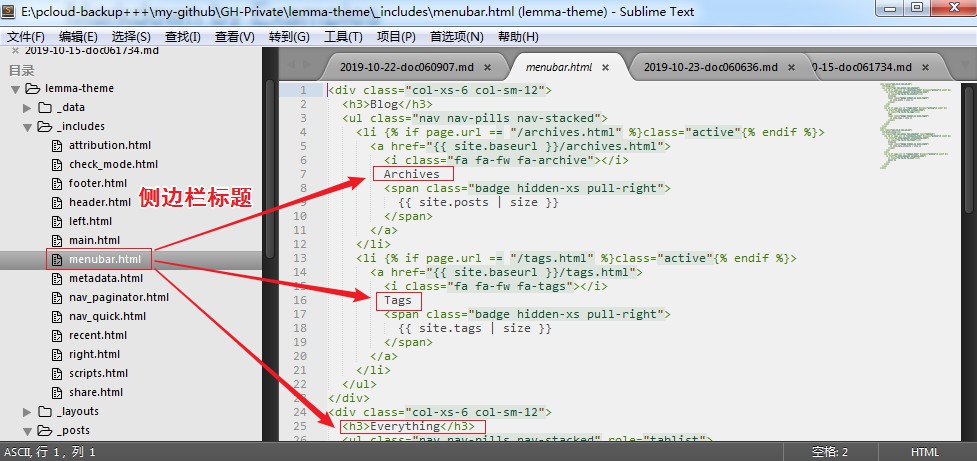 E:\pcloud-backup+++\my-github\GH-Private\lemma-theme\_includes\menubar.html (lemma-theme) - Sublime Text
文件(F) 编辑(E) 选择(S) 查找(I) 查看(V) 转到(G) 工具(T) 项目(P) 首选项(N) 帮助(H)
2019-10-15-doc061734.md
目录
lemma-theme
_data
_includes
attribution.html
check_mode.html
footer.html
header.html
left.html
main.html
menubar.html
metadata.html
nav_paginator.html
nav_quick.html
recent.html
right.html
scripts.html
share.html
_layouts
_posts
侧边栏标题
2019-10-22-doc060907.md × menubar.html × 2019-10-23-doc060636.md × 0-15-doc061734.md ×
1 <div class="col-xs-6 col-sm-12">
2 <h3>Blog</h3>
3 <ul class="nav nav-pills nav-stacked">
4 <li {% if page.url == "/archives.html" %}class="active"{% endif %}>
5 <a href="{{ site.baseurl }}/archives.html">
6 <i class="fa fa-fw fa-archive"></i>
7 Archives
8 <span class="badge hidden-xs pull-right">
9 {{ site.posts | size }}
10 </span>
11 </a>
12 </li>
13 <li {% if page.url == "/tags.html" %}class="active"{% endif %}>
14 <a href="{{ site.baseurl }}/tags.html">
15 <i class="fa fa-fw fa-tags"></i>
16 Tags
17 <span class="badge hidden-xs pull-right">
18 {{ site.tags | size }}
19 </span>
20 </a>
21 </li>
22 </ul>
23 </div>
24 <div class="col-xs-6 col-sm-12">
25 <h3>Everything</h3>
26 <ul class="nav nav-pills nav-stacked" role="tablist">
ASCII, 行 1, 列 1 空格: 2 HTML